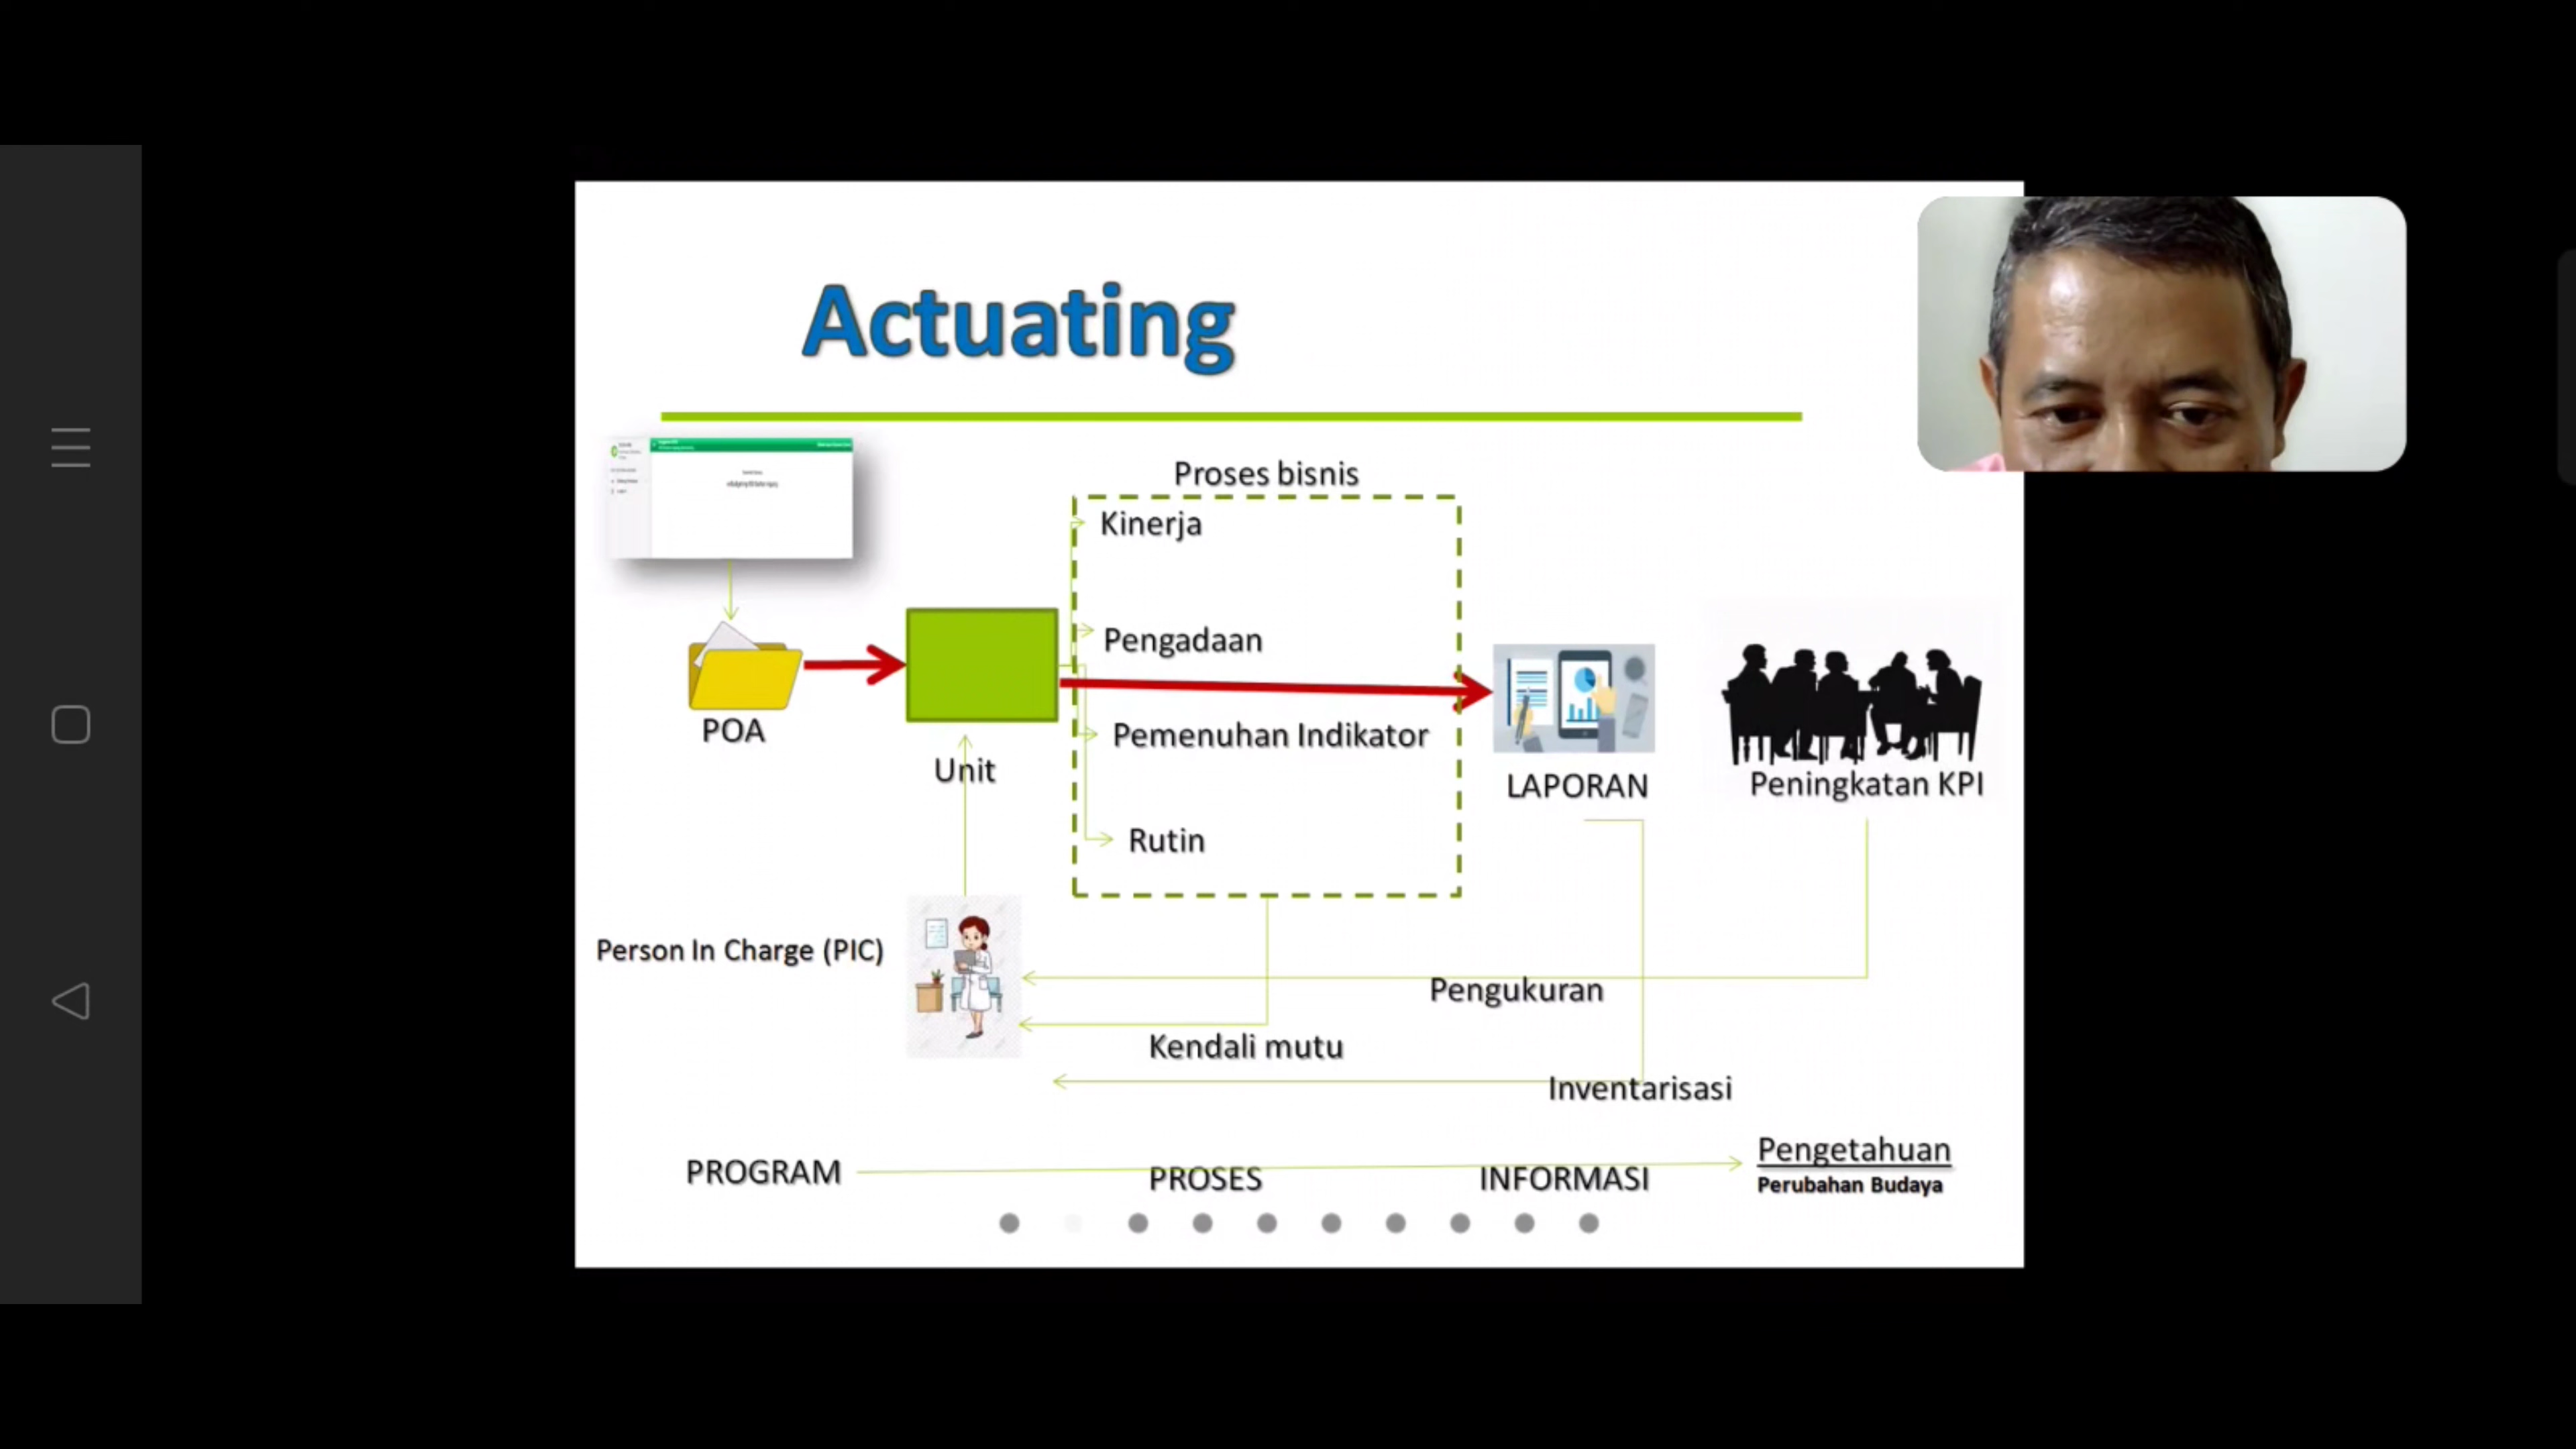 Actuating
Proses bisnis
Kinerja
Pengadaan
Pemenuhan Indikator
Rutin
POA
Unit
LAPORAN
Peningkatan KPI
Person In Charge (PIC)
Pengukuran
Kendali mutu
Inventarisasi
PROGRAM
PROSES
INFORMASI
Pengetahuan
Perubahan Budaya